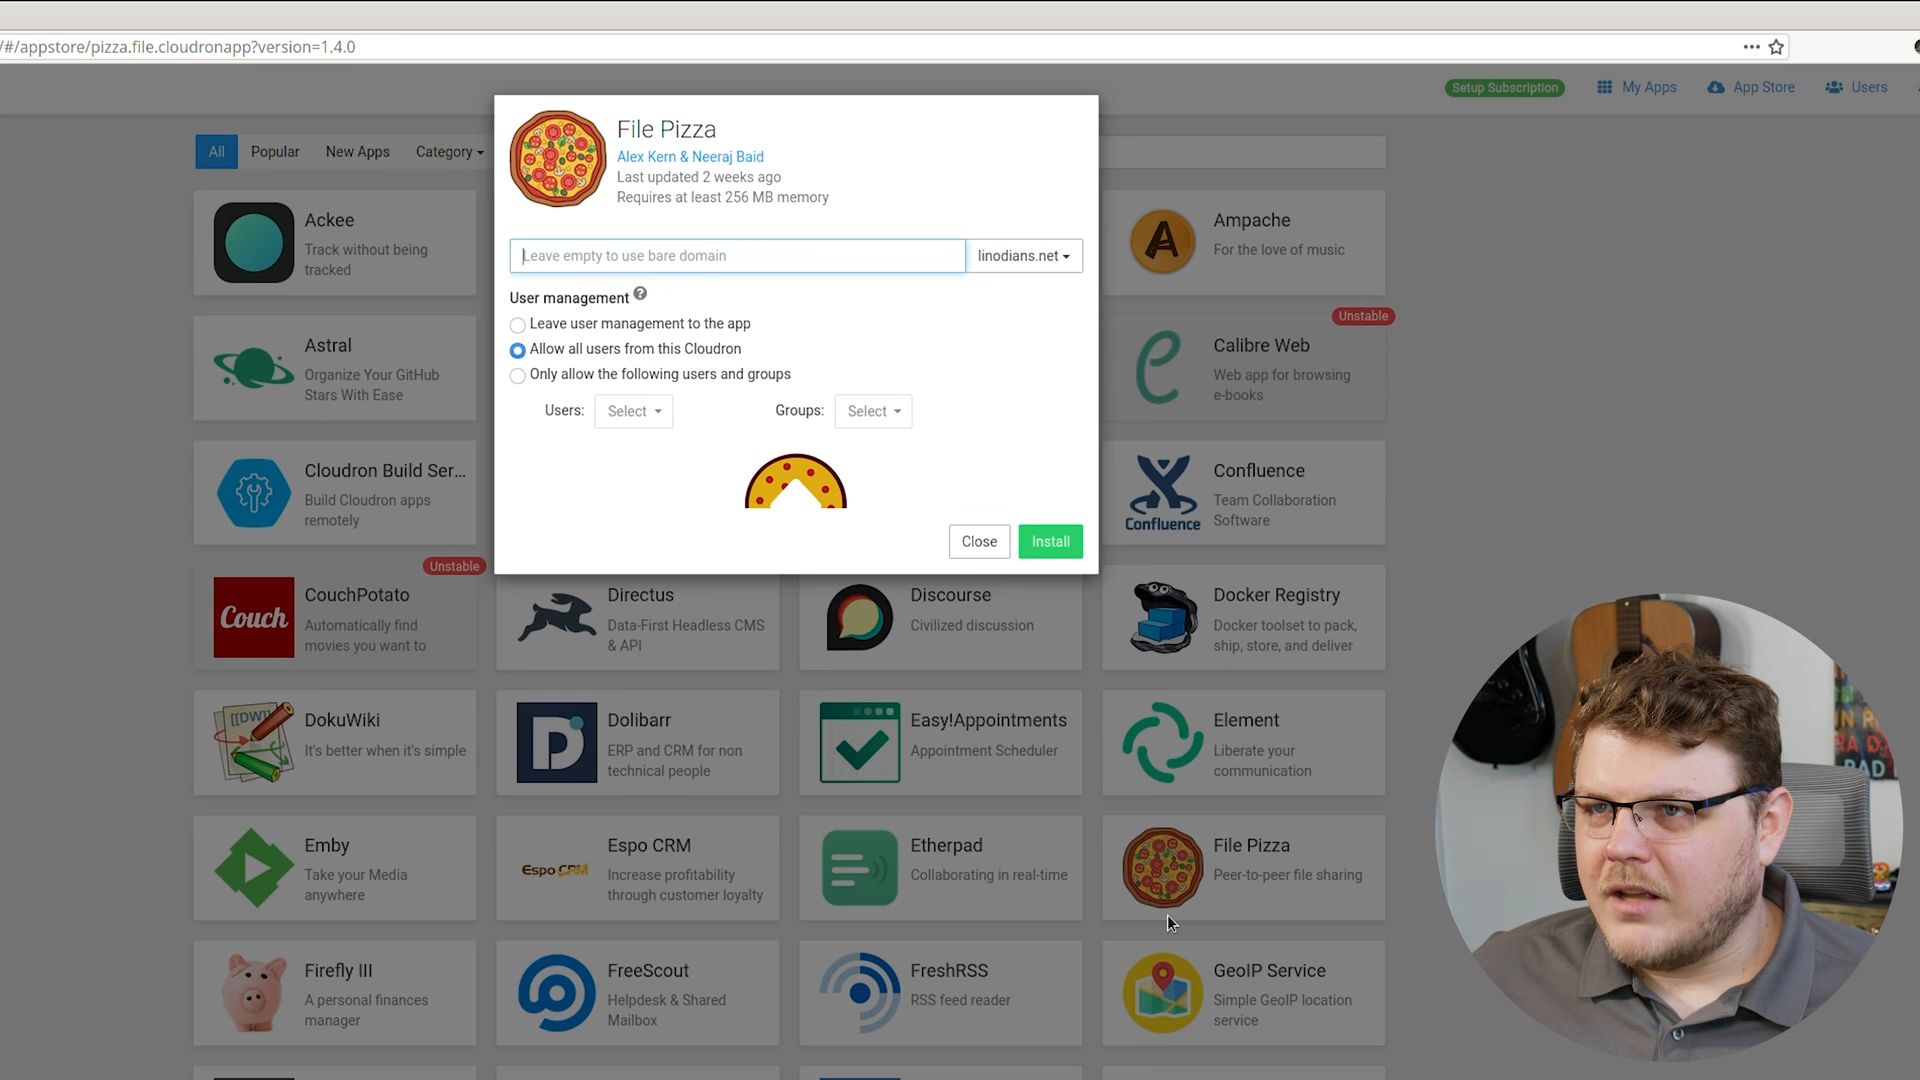 /#/appstore/pizza.file.cloudronapp?version=1.4.0
Setup Subscription
My Apps
App Store
Users
All
Popular
New Apps
Category
File Pizza
Alex Kern & Neeraj Baid
Last updated 2 weeks ago
Requires at least 256 MB memory
Leave empty to use bare domain
linodians.net
User management
Leave user management to the app
Allow all users from this Cloudron
Only allow the following users and groups
Users:
Select
Groups:
Select
Close
Install
Ackee
Track without being
tracked
Ampache
For the love of music
Astral
Organize Your GitHub
Stars With Ease
Unstable
Calibre Web
Web app for browsing
e-books
Cloudron Build Ser...
Build Cloudron apps
remotely
Confluence
Confluence
Team Collaboration
Software
Unstable
Couch
CouchPotato
Automatically find
movies you want to
Directus
Data-First Headless CMS
& API
Discourse
Civilized discussion
Docker Registry
Docker toolset to pack,
ship, store, and deliver
[[DW]]
DokuWiki
It's better when it's simple
D
Dolibarr
ERP and CRM for non
technical people
Easy!Appointments
Appointment Scheduler
Element
Liberate your
communication
Emby
Take your Media
anywhere
EspoCRM
Espo CRM
Increase profitability
through customer loyalty
Etherpad
Collaborating in real-time
File Pizza
Peer-to-peer file sharing
Firefly III
A personal finances
manager
FreeScout
Helpdesk & Shared
Mailbox
FreshRSS
RSS feed reader
GeoIP Service
Simple GeoIP location
service